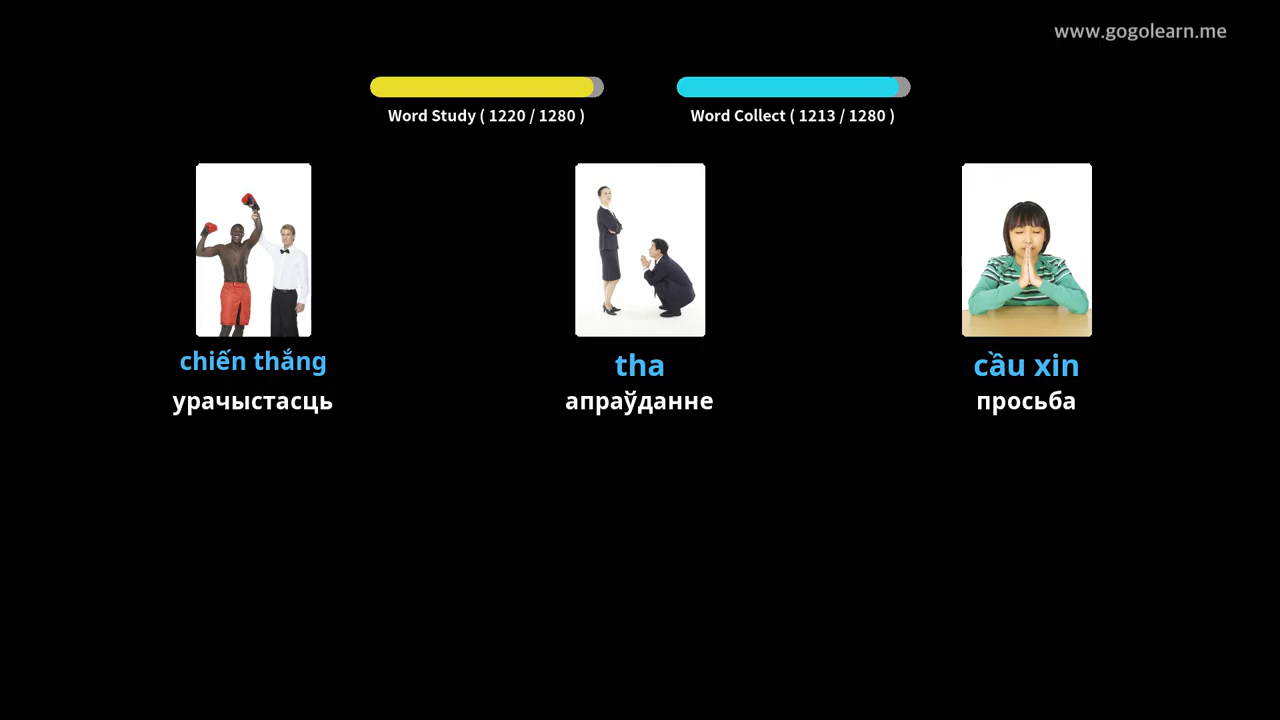 www.gogolearn.me
Word Study ( 1220 / 1280 )
Word Collect ( 1213 / 1280 )
chiến thắng
tha
cầu xin
урачыстасць
апраўданне
просьба